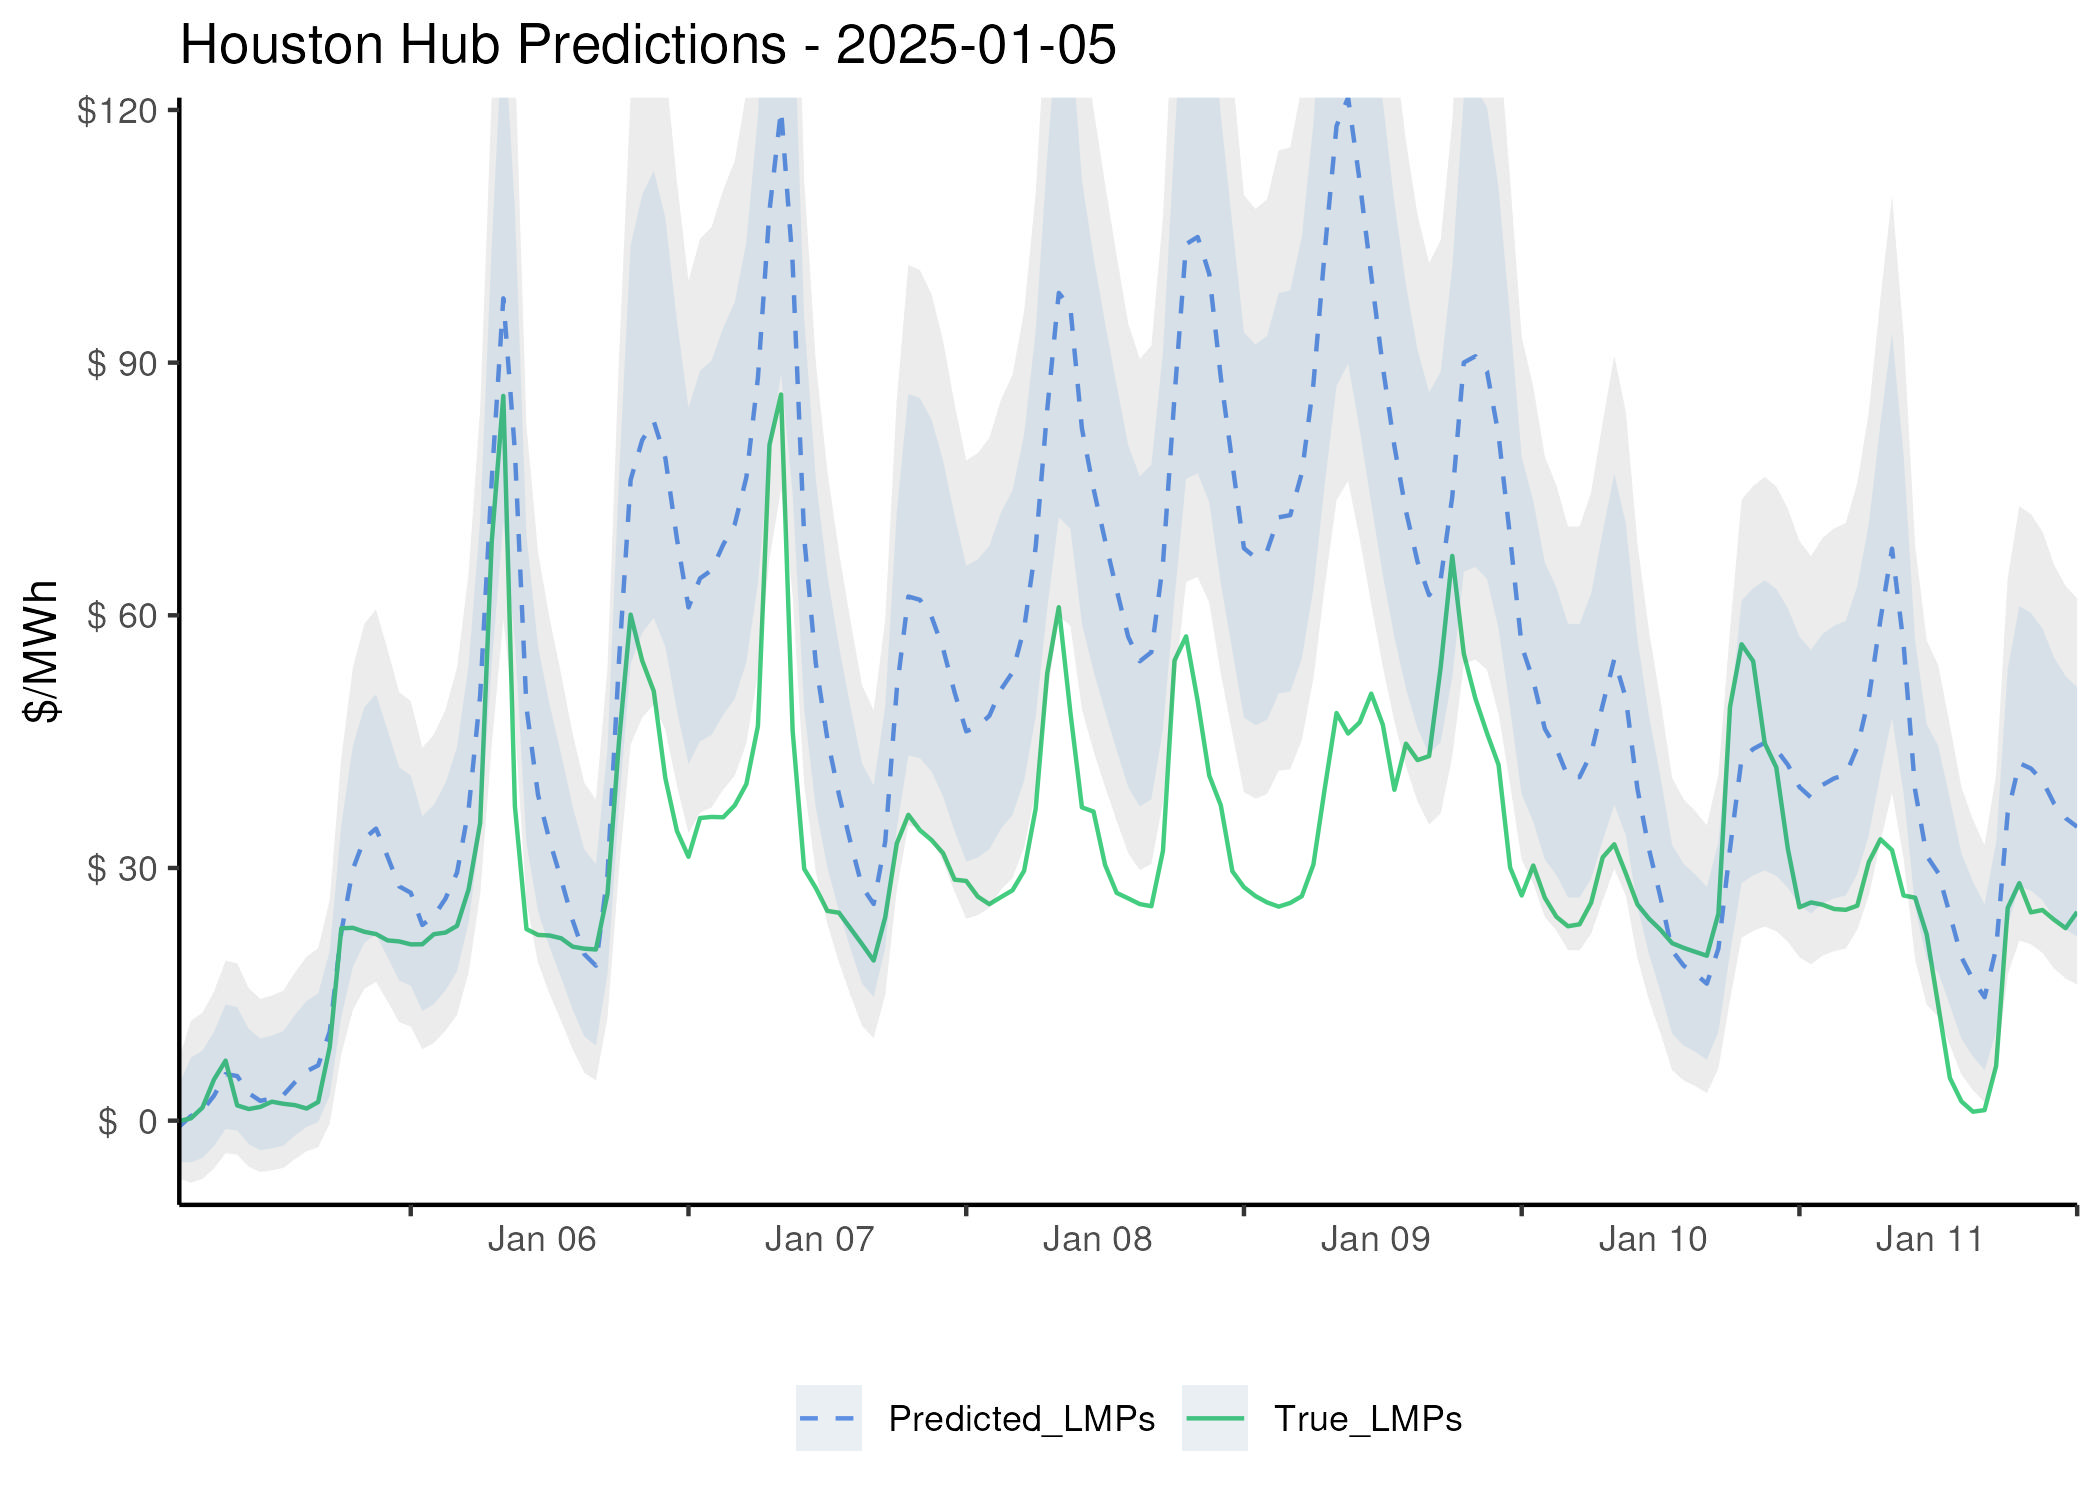 Houston Hub Predictions - 2025-01-05
$120
$ 90
$ 60
$ 30
$ 0
$/MWh
Jan 06 Jan 07 Jan 08 Jan 09 Jan 10 Jan 11
Predicted_LMPs True_LMPs